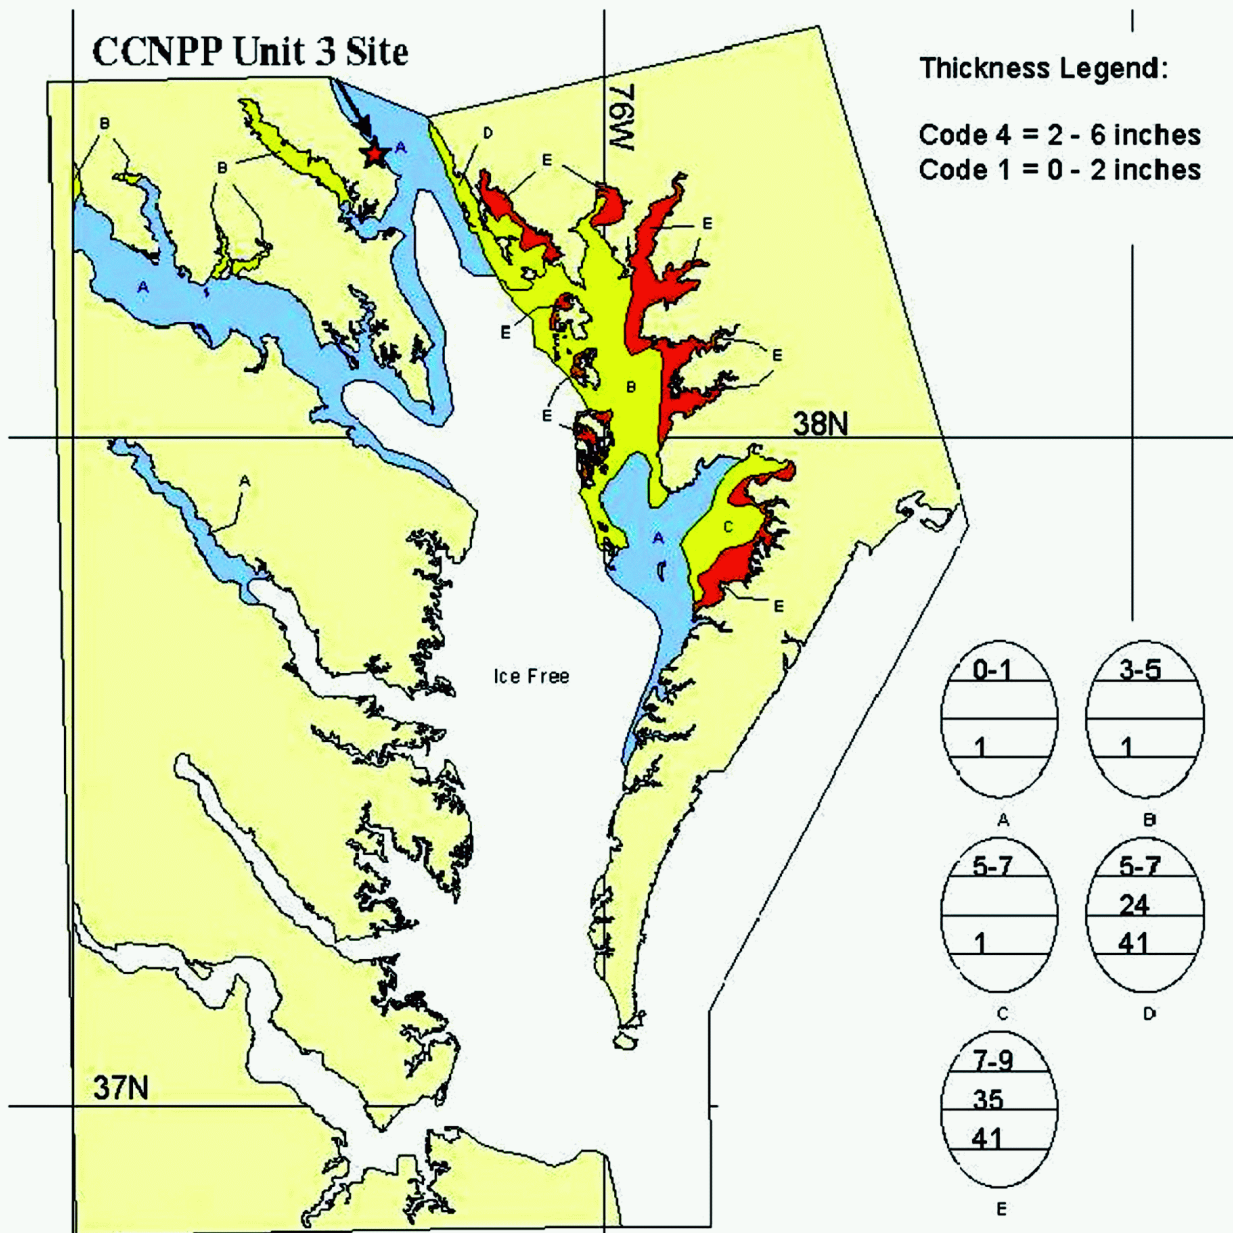 CCNPP Unit 3 Site
76W
Thickness Legend:
Code 4 = 2 - 6 inches
Code 1 = 0 - 2 inches
B
D
A
B
E
E
A
E
E
E
B
E
38N
A
A
C
E
Ice Free
0-1
1
A
3-5
1
B
5-7
1
C
5-7
24
41
D
7-9
35
41
E
37N